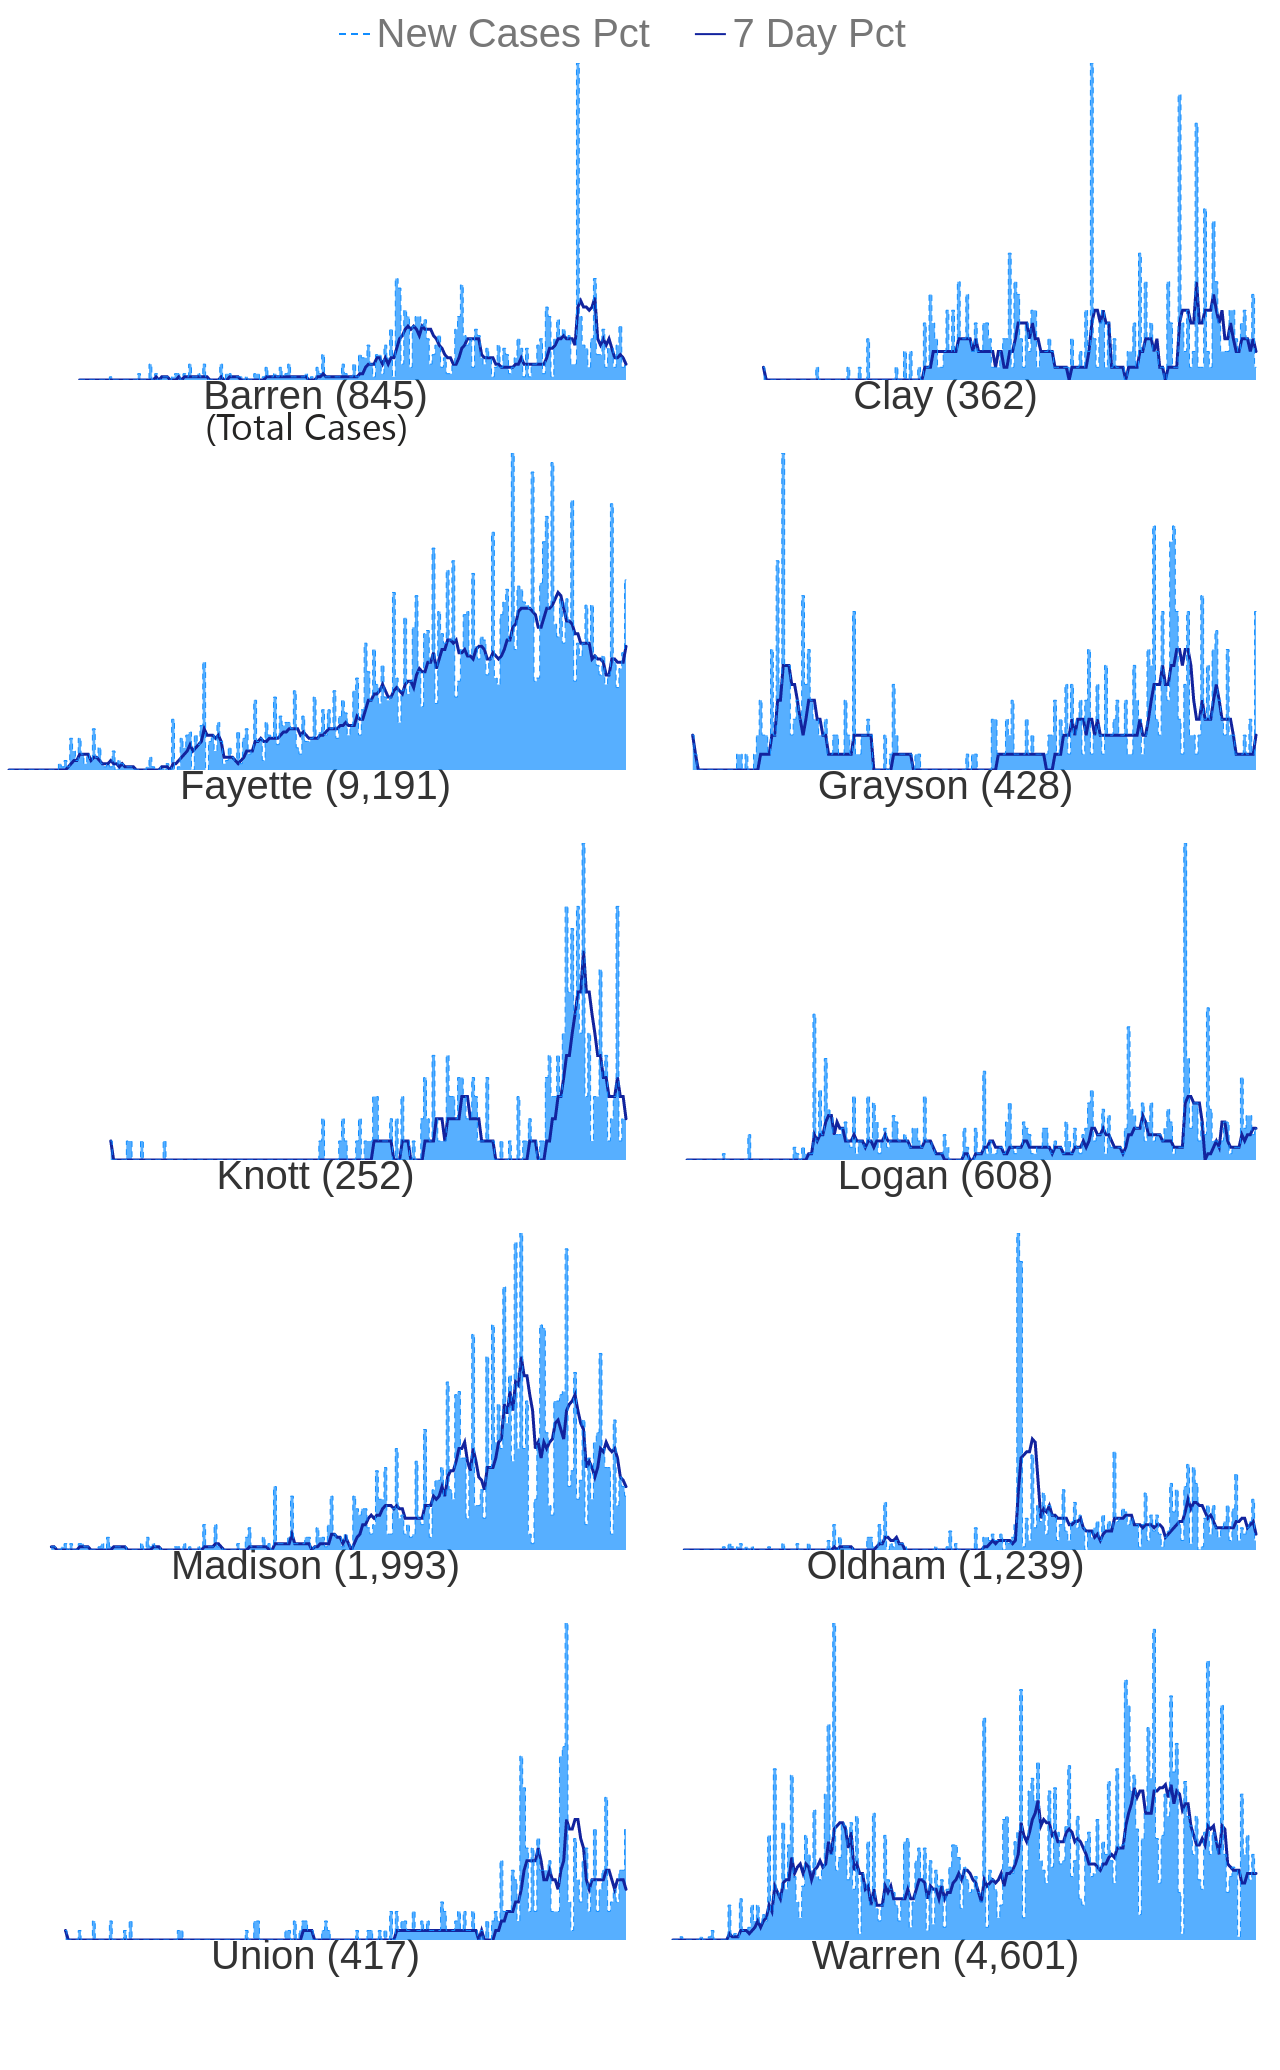 New Cases Pct 7 Day Pct
Barren (845) Clay (362)
(Total Cases)
Fayette (9,191) Grayson (428)
Knott (252) Logan (608)
Madison (1,993) Oldham (1,239)
Union (417) Warren (4,601)